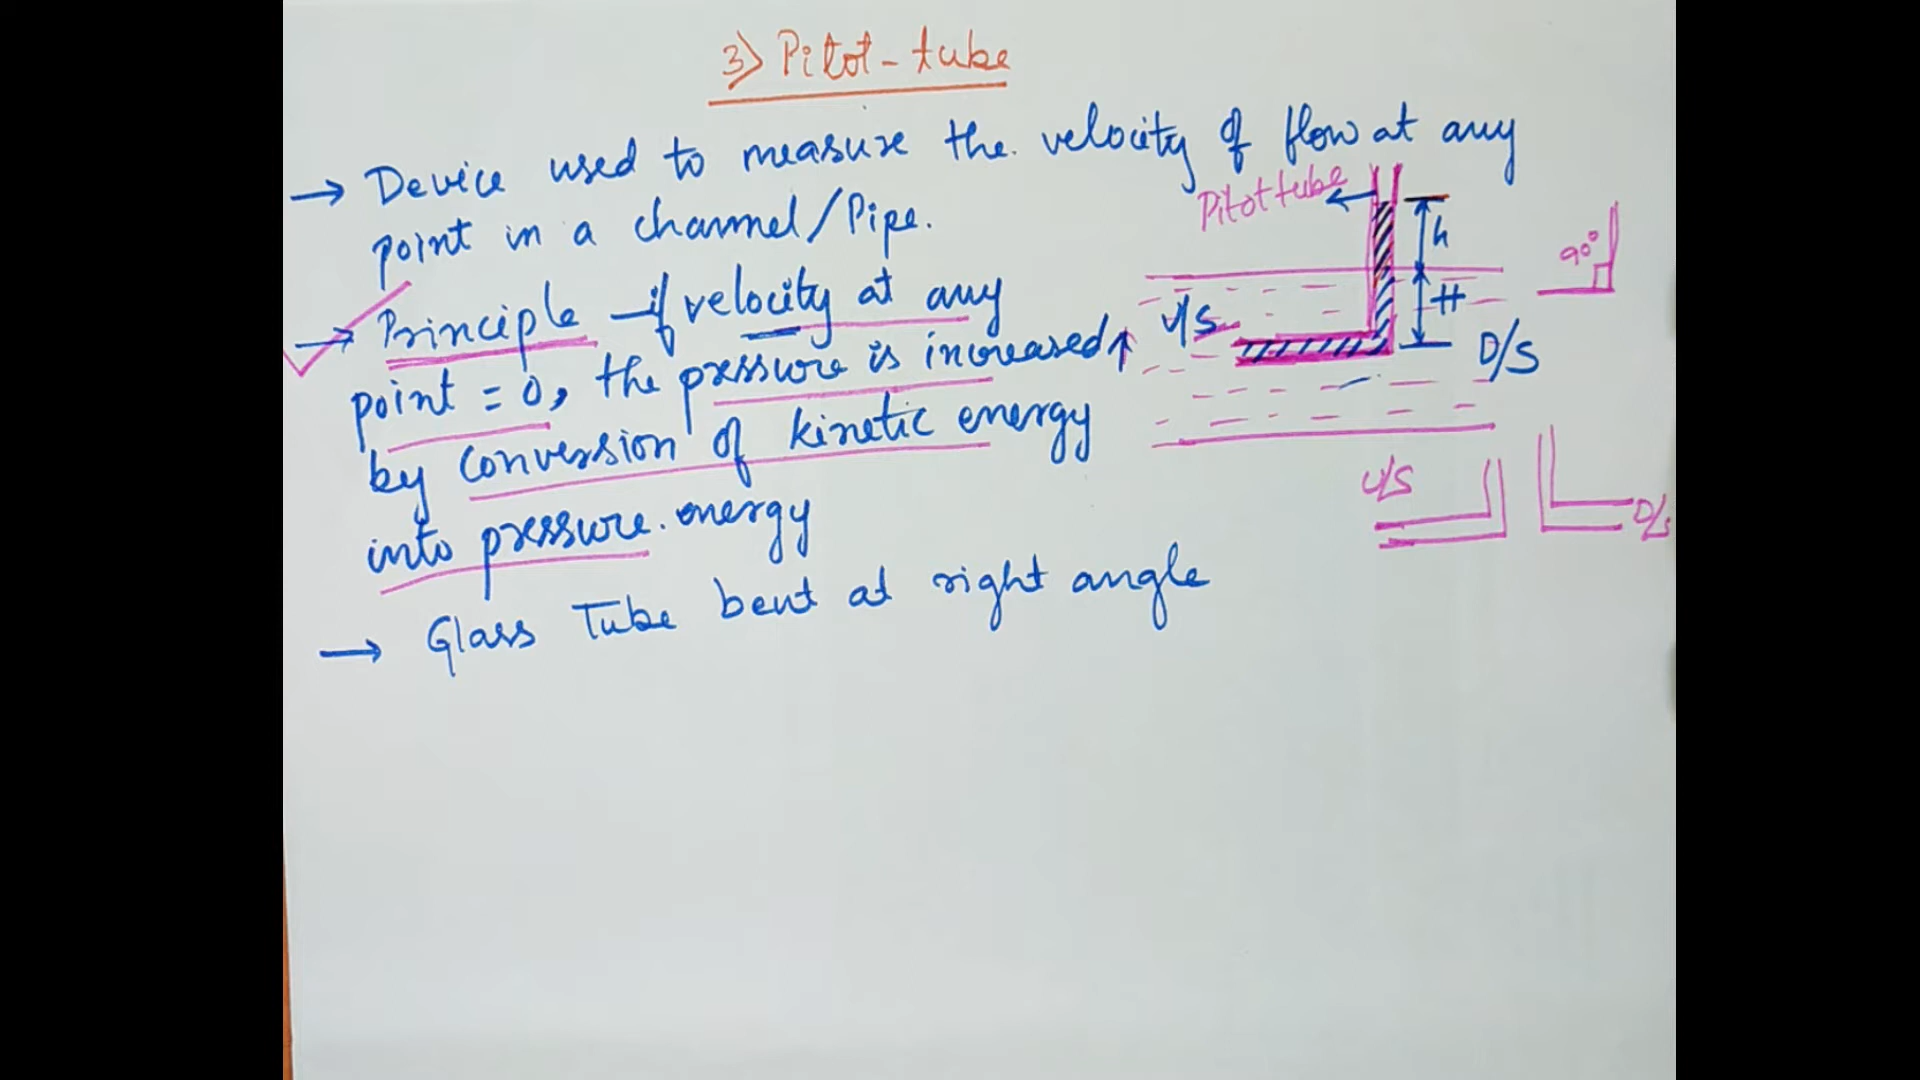 3) Pitot-tube
→ Device used to measure the velocity of flow at any
point in a channel/Pipe.
Pitot tube
h
90°
→ Principle - if velocity at any
H
U/S
point = 0, the pressure is increased↑
D/S
by conversion of kinetic energy
U/S
D/S
into pressure energy
→ Glass Tube bent at right angle